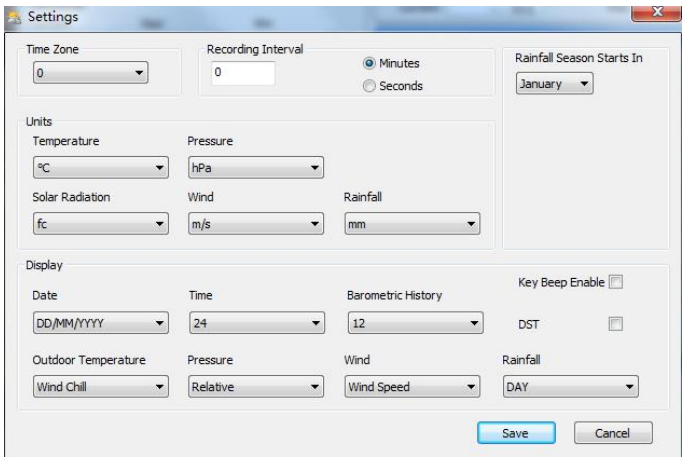 Settings
Time Zone
0
Recording Interval
0
Minutes
Seconds
Rainfall Season Starts In
January
Units
Temperature
Pressure
ºC
hPa
Solar Radiation
Wind
Rainfall
fc
m/s
mm
Display
Key Beep Enable
Date
Time
Barometric History
DD/MM/YYYY
24
12
DST
Outdoor Temperature
Pressure
Wind
Rainfall
Wind Chill
Relative
Wind Speed
DAY
Save
Cancel